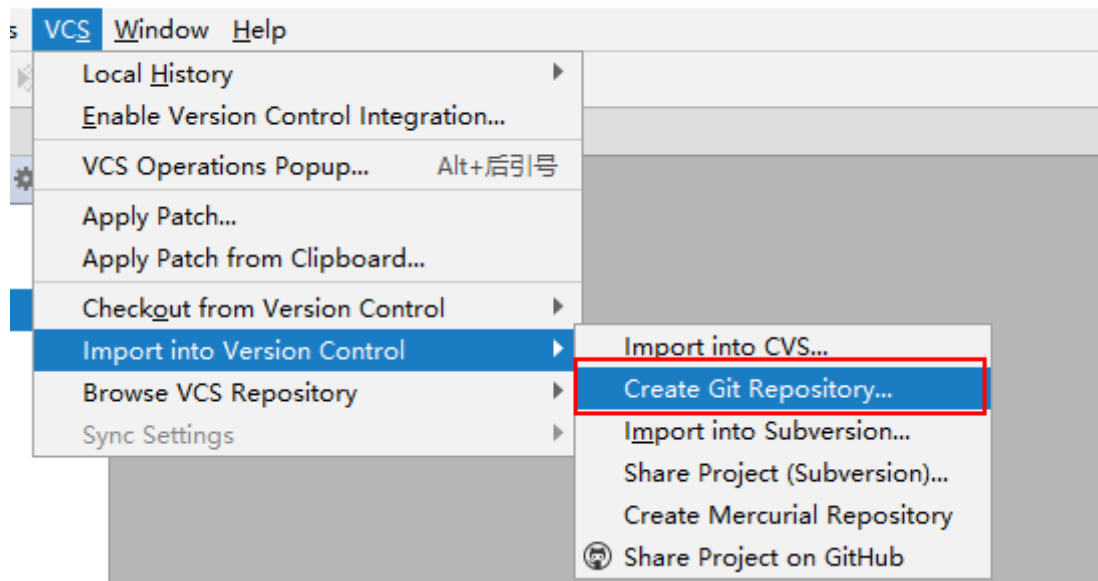 s VCS Window Help
Local History
Enable Version Control Integration...
VCS Operations Popup... Alt+后引号
Apply Patch...
Apply Patch from Clipboard...
Checkout from Version Control
Import into Version Control
Browse VCS Repository
Sync Settings
Import into CVS...
Create Git Repository...
Import into Subversion...
Share Project (Subversion)...
Create Mercurial Repository
Share Project on GitHub